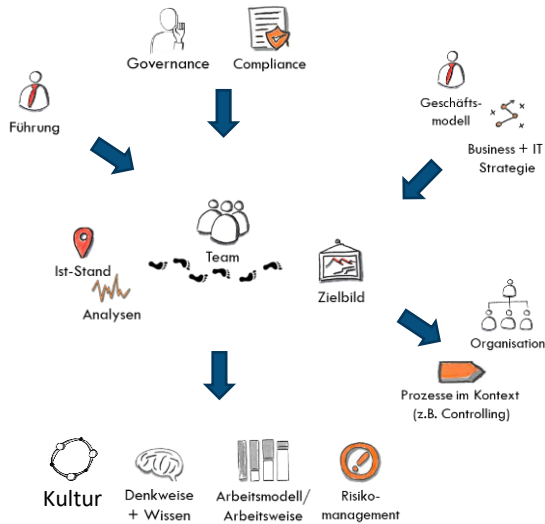 Governance
Compliance
Führung
Geschäfts-
modell
Business + IT
Strategie
Team
Ist-Stand
Analysen
Zielbild
Organisation
Prozesse im Kontext
(z.B. Controlling)
Kultur
Denkweise
+ Wissen
Arbeitsmodell/
Arbeitsweise
Risiko-
management